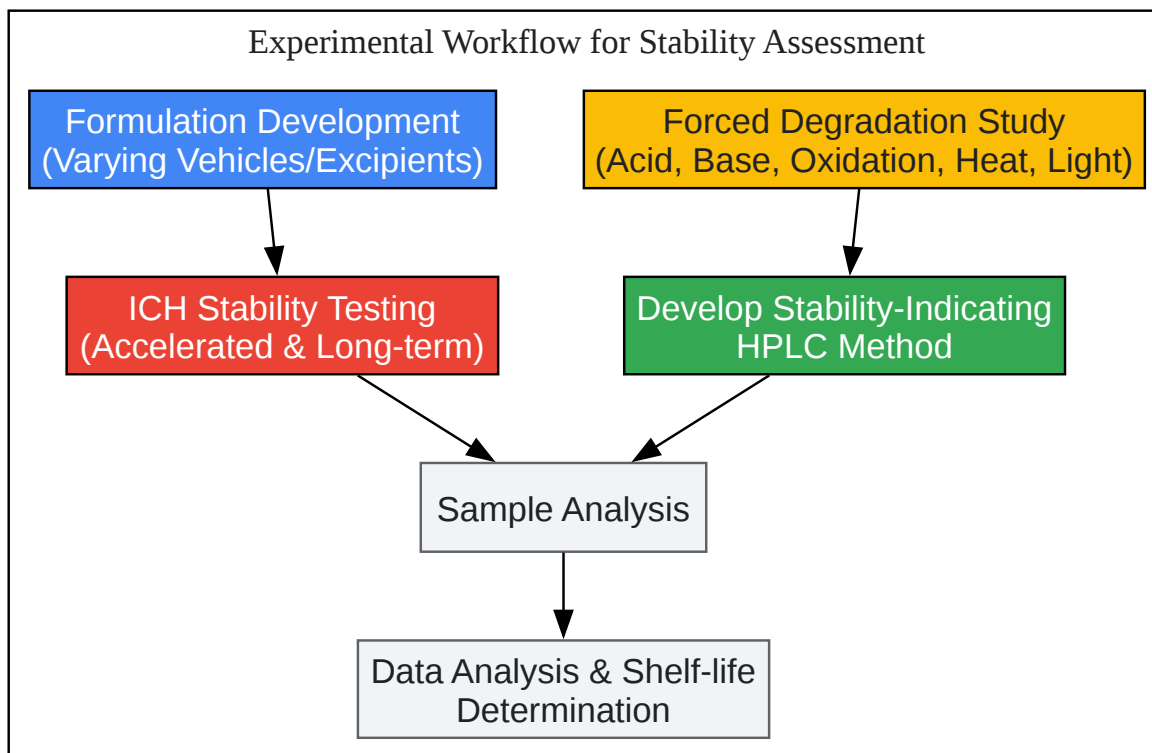 Experimental Workflow for Stability Assessment
Formulation Development
(Varying Vehicles/Excipients)
Forced Degradation Study
(Acid, Base, Oxidation, Heat, Light)
ICH Stability Testing
(Accelerated & Long-term)
Develop Stability-Indicating
HPLC Method
Sample Analysis
Data Analysis & Shelf-life
Determination